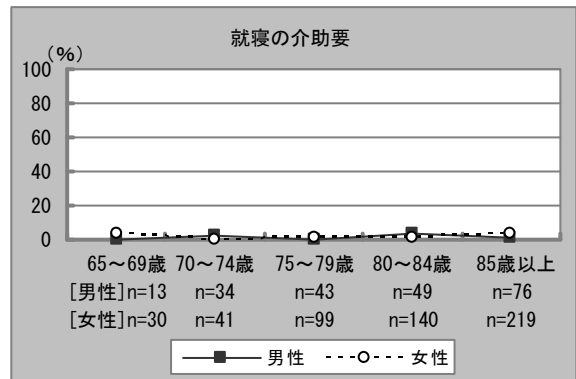 就寝の介助要
(%)
100
80
60
40
20
0
65～69歳 70～74歳 75～79歳 80～84歳 85歳以上
[男性]n=13 n=34 n=43 n=49 n=76
[女性]n=30 n=41 n=99 n=140 n=219
男性 女性